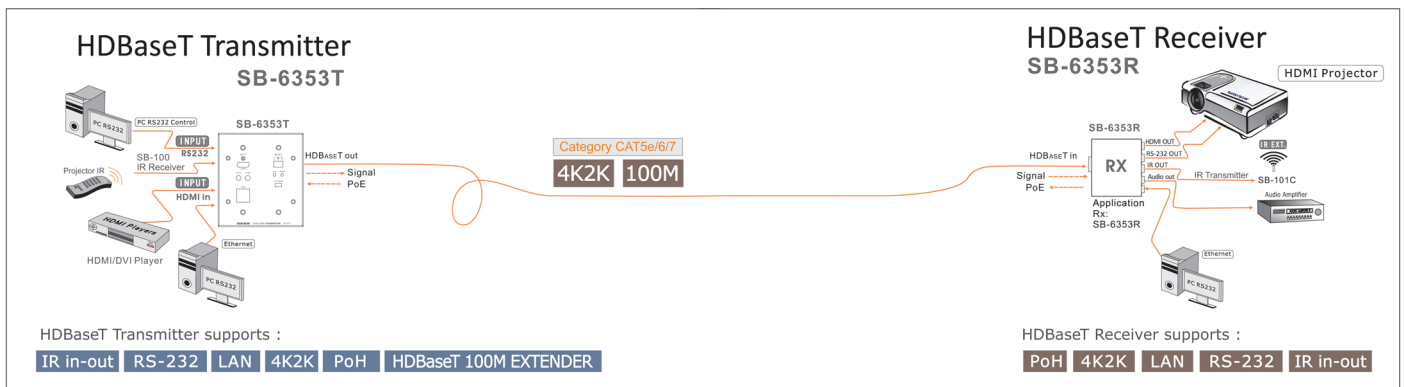 HDBaseT Transmitter
SB-6353T
PC RS232
PC RS232 Control
INPUT
RS232
SB-100
IR Receiver
Projector IR
INPUT
HDMI in
HDMI Players
HDMI/DVI Player
Ethernet
PC RS232
SB-6353T
HDBaseT out
Signal
PoE
Category CAT5e/6/7
4K2K
100M
HDBaseT Receiver
SB-6353R
HDMI Projector
SB-6353R
HDBaseT in
Signal
PoE
RX
HDMI OUT
RS-232 OUT
IR OUT
Audio out
IR Transmitter
IR EXT.
SB-101C
Audio Amplifier
Application
Rx:
SB-6353R
Ethernet
PC RS232
HDBaseT Transmitter supports :
IR in-out RS-232 LAN 4K2K PoH HDBaseT 100M EXTENDER
HDBaseT Receiver supports :
PoH 4K2K LAN RS-232 IR in-out